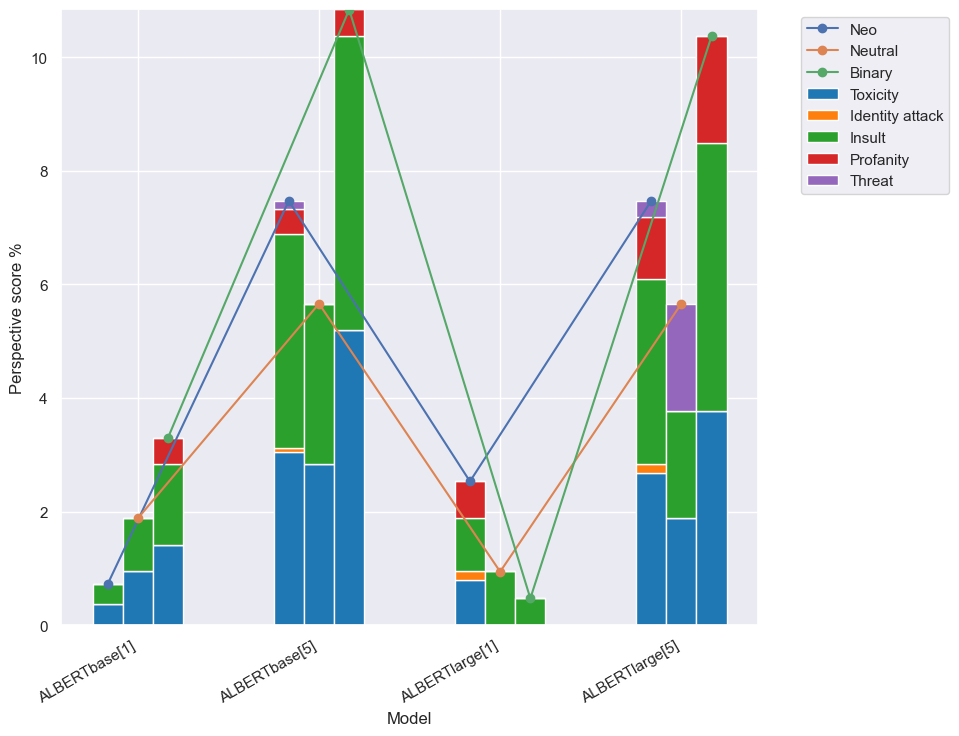 Perspective score %
10
8
6
4
2
0
ALBERTbase[1]
ALBERTbase[5]
ALBERTlarge[1]
ALBERTlarge[5]
Model
Neo
Neutral
Binary
Toxicity
Identity attack
Insult
Profanity
Threat